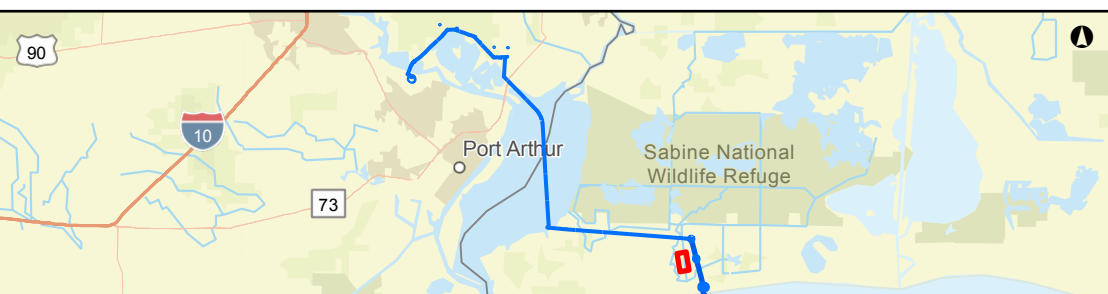 90
10
Port Arthur
Sabine National
Wildlife Refuge
73